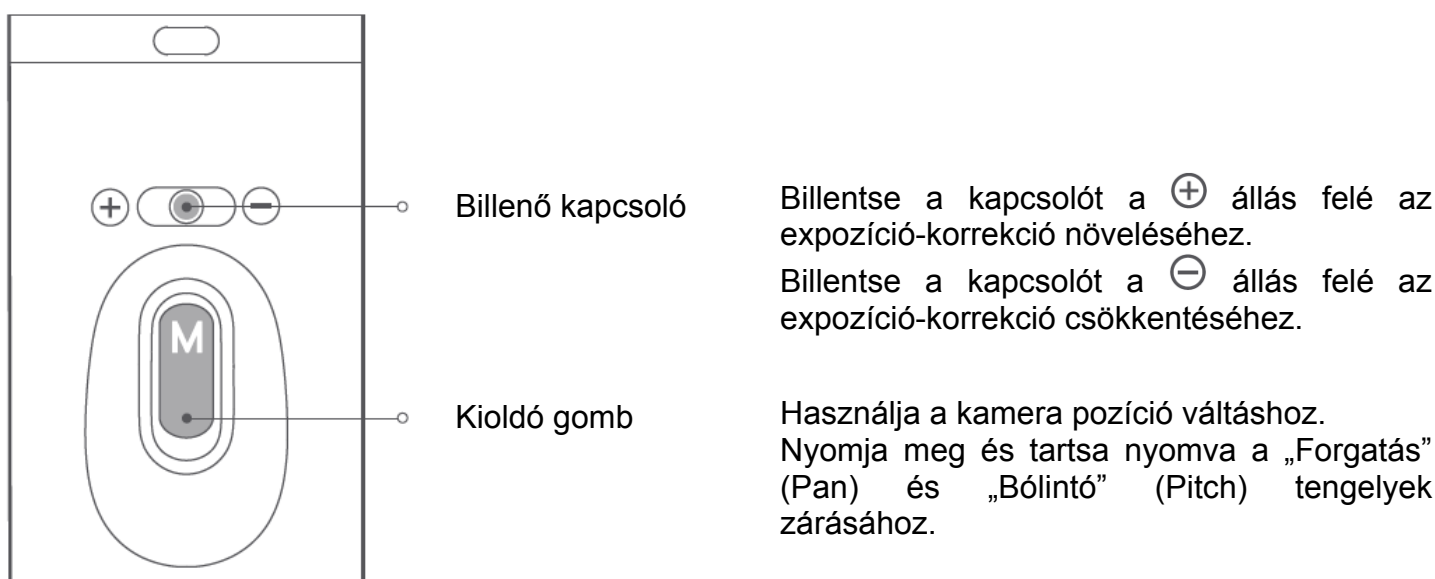 Billenő kapcsoló
Billentse a kapcsolót a ⊕ állás felé az
expozíció-korrekció növeléséhez.
Billentse a kapcsolót a ⊖ állás felé az
expozíció-korrekció csökkentéséhez.
M
Kioldó gomb
Használja a kamera pozíció váltáshoz.
Nyomja meg és tartsa nyomva a „Forgatás”
(Pan) és „Bólintó” (Pitch) tengelyek
zárásához.